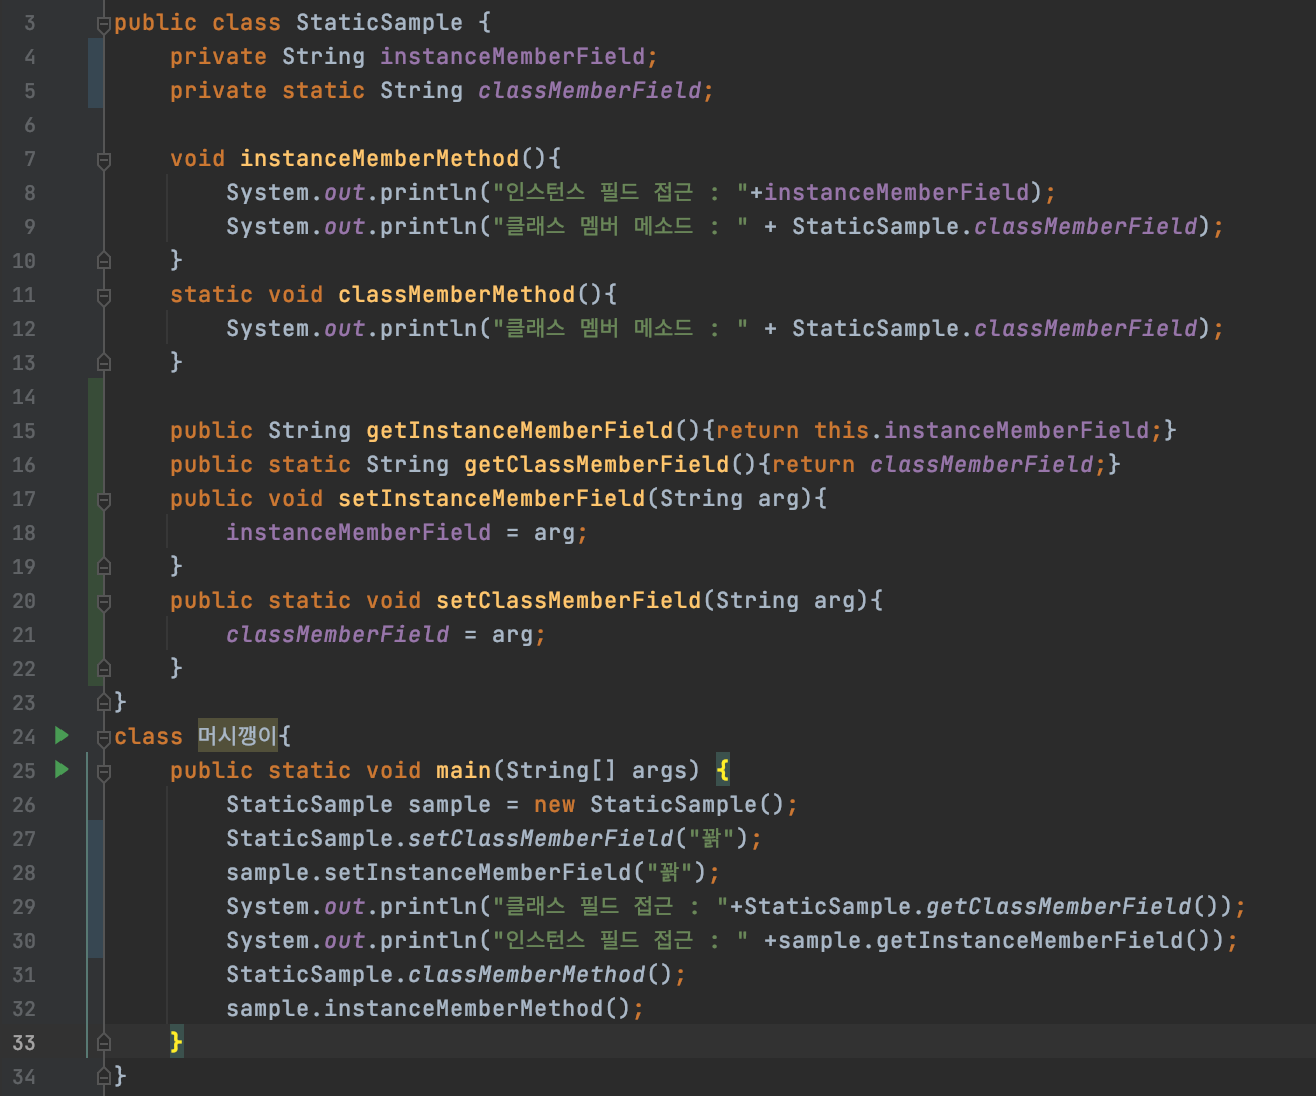 3 public class StaticSample {
4     private String instanceMemberField;
5     private static String classMemberField;
6
7     void instanceMemberMethod(){
8         System.out.println("인스턴스 필드 접근 : "+instanceMemberField);
9         System.out.println("클래스 멤버 메소드 : " + StaticSample.classMemberField);
10     }
11     static void classMemberMethod(){
12         System.out.println("클래스 멤버 메소드 : " + StaticSample.classMemberField);
13     }
14
15     public String getInstanceMemberField(){return this.instanceMemberField;}
16     public static String getClassMemberField(){return classMemberField;}
17     public void setInstanceMemberField(String arg){
18         instanceMemberField = arg;
19     }
20     public static void setClassMemberField(String arg){
21         classMemberField = arg;
22     }
23 }
24 class 머시깽이{
25     public static void main(String[] args) {
26         StaticSample sample = new StaticSample();
27         StaticSample.setClassMemberField("꽑");
28         sample.setInstanceMemberField("꽑");
29         System.out.println("클래스 필드 접근 : "+StaticSample.getClassMemberField());
30         System.out.println("인스턴스 필드 접근 : " +sample.getInstanceMemberField());
31         StaticSample.classMemberMethod();
32         sample.instanceMemberMethod();
33     }
34 }